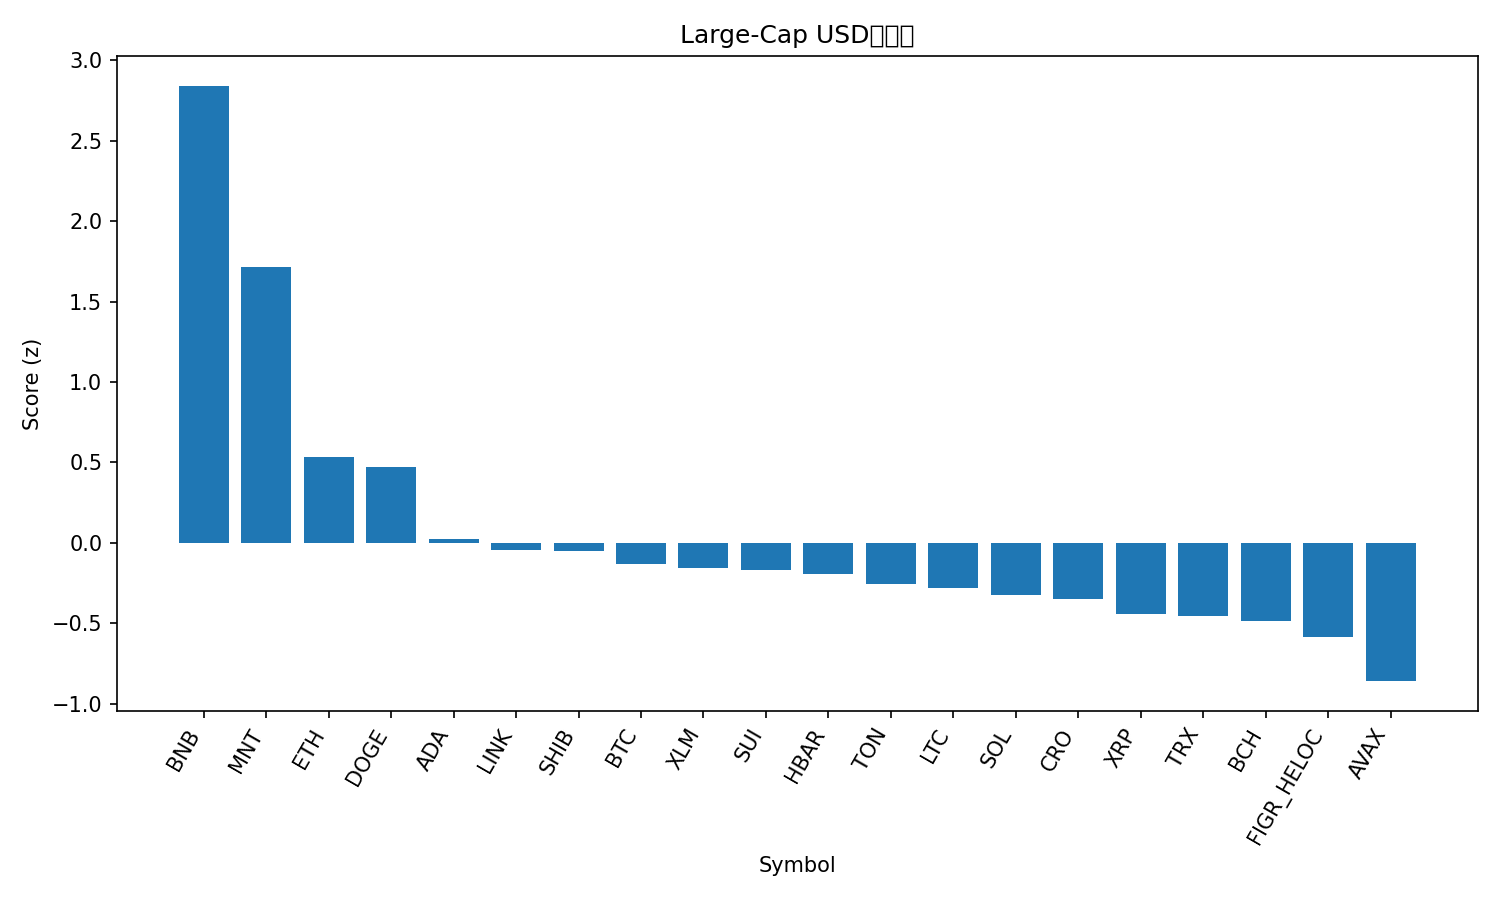 Large-Cap USD
3.0
2.5
2.0
1.5
1.0
0.5
0.0
−0.5
−1.0
Score (z)
BNB
MNT
ETH
DOGE
ADA
LINK
SHIB
BTC
XLM
SUI
HBAR
TON
LTC
SOL
CRO
XRP
TRX
BCH
FIGR_HELOC
AVAX
Symbol